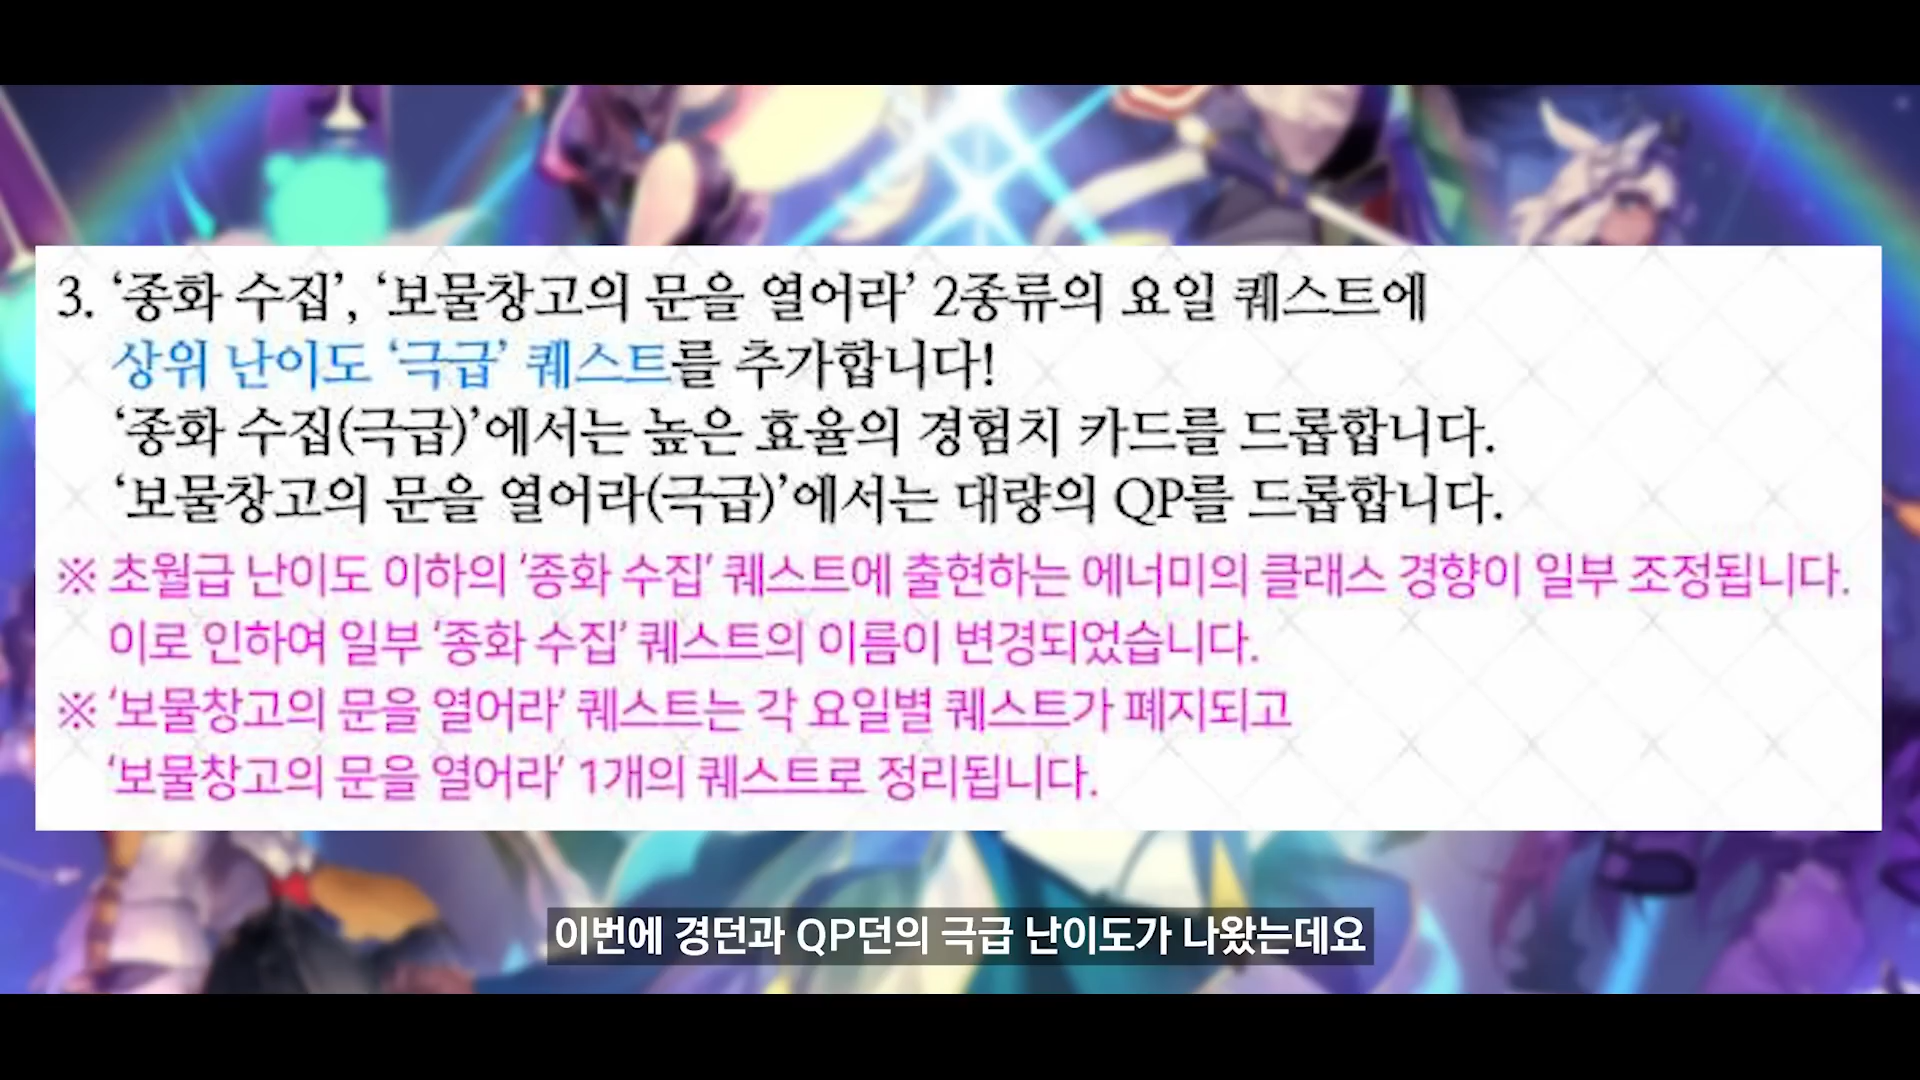 3. ‘종화 수집’, ‘보물창고의 문을 열어라’ 2종류의 요일 퀘스트에
상위 난이도 ‘극급’ 퀘스트를 추가합니다!
‘종화 수집(극급)’에서는 높은 효율의 경험치 카드를 드롭합니다.
‘보물창고의 문을 열어라(극급)’에서는 대량의 QP를 드롭합니다.
※ 초월급 난이도 이하의 ‘종화 수집’ 퀘스트에 출현하는 에너미의 클래스 경향이 일부 조정됩니다.
이로 인하여 일부 ‘종화 수집’ 퀘스트의 이름이 변경되었습니다.
※ ‘보물창고의 문을 열어라’ 퀘스트는 각 요일별 퀘스트가 폐지되고
‘보물창고의 문을 열어라’ 1개의 퀘스트로 정리됩니다.
이번에 경던과 QP던의 극급 난이도가 나왔는데요